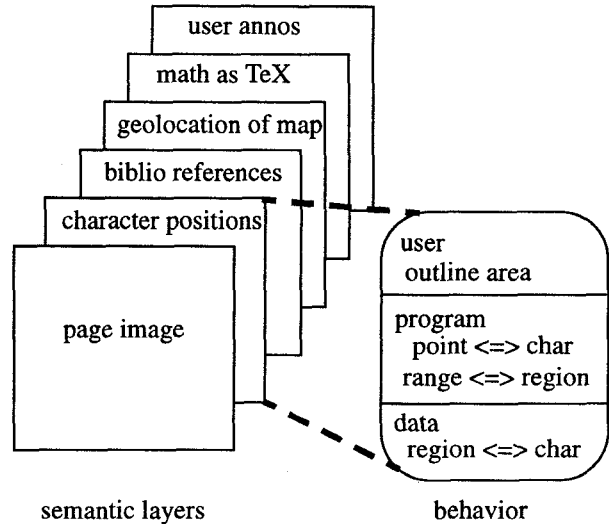 user annos
math as TeX
geolocation of map
biblio references
character positions
page image
user
outline area
program
point <=> char
range <=> region
data
region <=> char
semantic layers
behavior